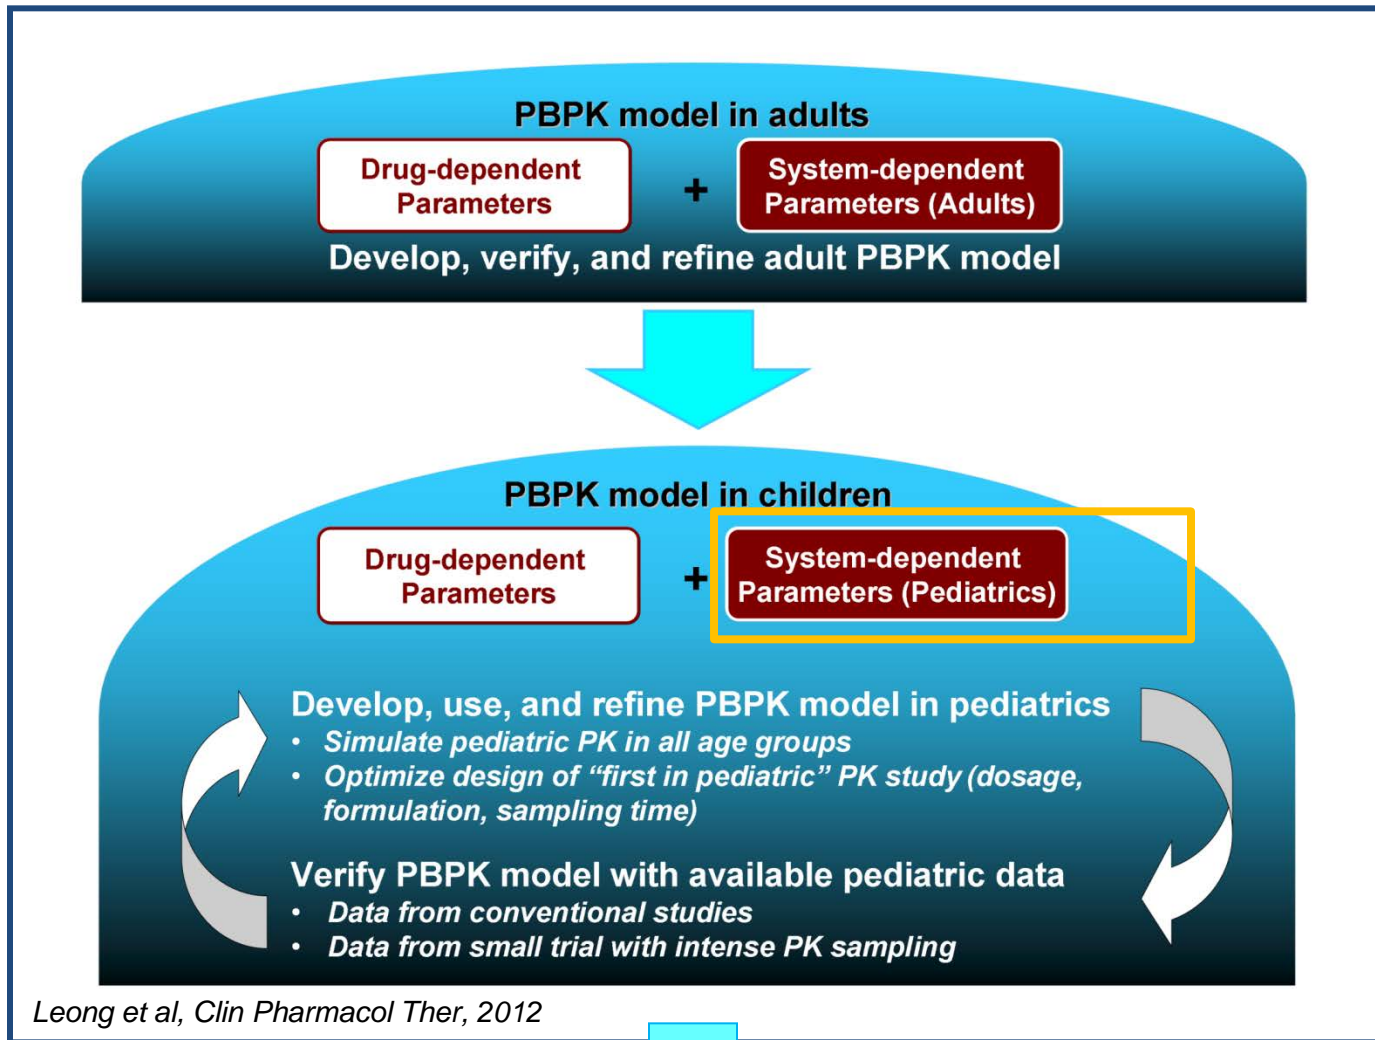 PBPK model in adults
Drug-dependent
Parameters
+
System-dependent
Parameters (Adults)
Develop, verify, and refine adult PBPK model
PBPK model in children
Drug-dependent
Parameters
+
System-dependent
Parameters (Pediatrics)
Develop, use, and refine PBPK model in pediatrics
• Simulate pediatric PK in all age groups
• Optimize design of “first in pediatric” PK study (dosage,
formulation, sampling time)
Verify PBPK model with available pediatric data
• Data from conventional studies
• Data from small trial with intense PK sampling
Leong et al, Clin Pharmacol Ther, 2012